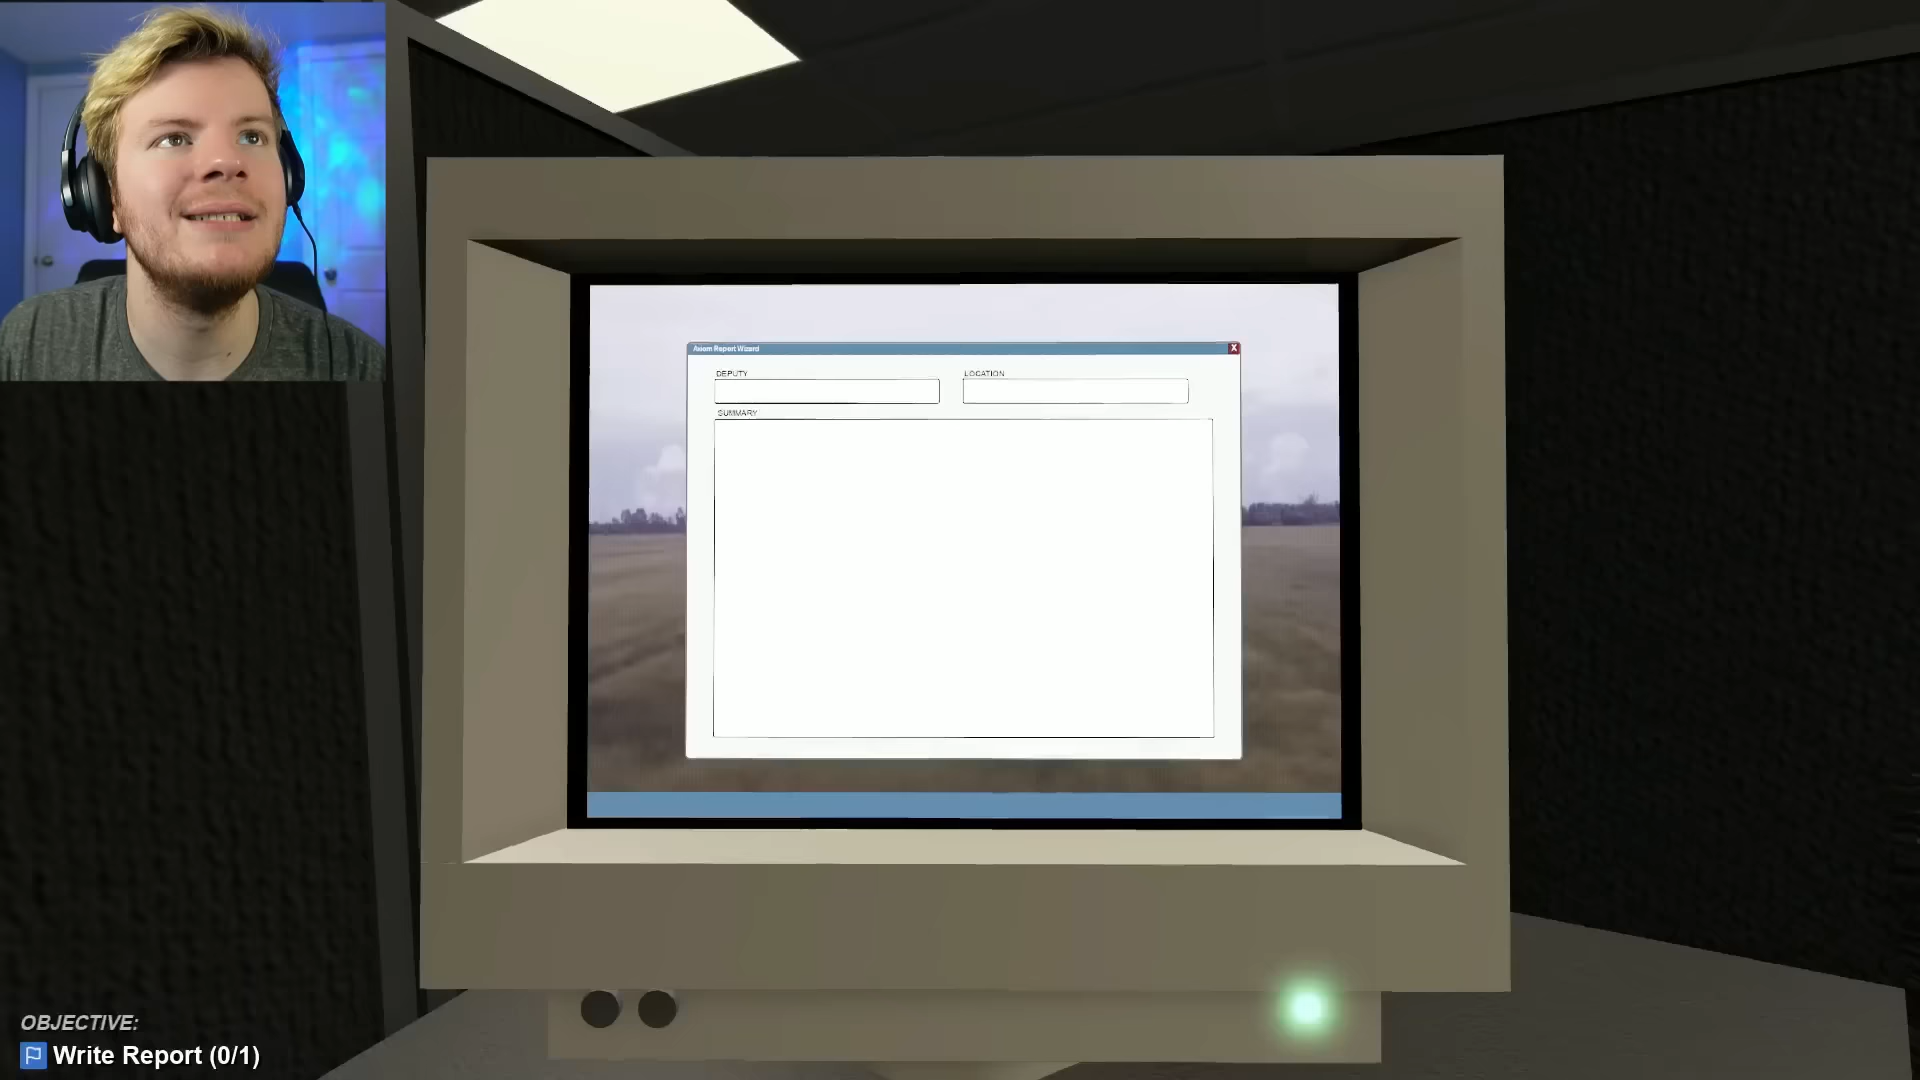 Axiom Report Wizard
X
DEPUTY
LOCATION
SUMMARY
OBJECTIVE:
Write Report (0/1)